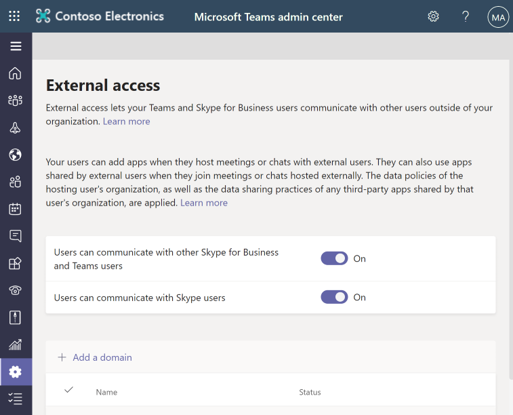 Contoso Electronics
Microsoft Teams admin center
?
MA
External access
External access lets your Teams and Skype for Business users communicate with other users outside of your
organization. Learn more
Your users can add apps when they host meetings or chats with external users. They can also use apps
shared by external users when they join meetings or chats hosted externally. The data policies of the
hosting user's organization, as well as the data sharing practices of any third-party apps shared by that
user's organization, are applied. Learn more
Users can communicate with other Skype for Business
and Teams users
On
Users can communicate with Skype users
On
+ Add a domain
Name
Status